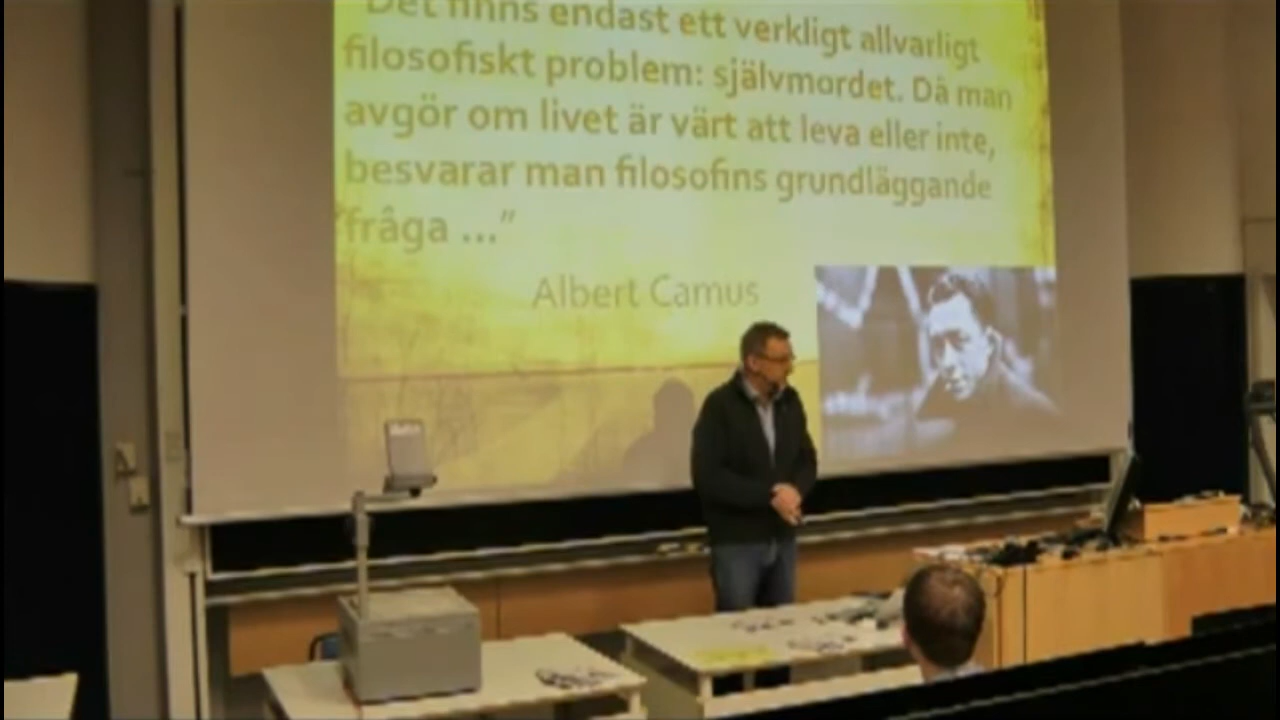 "Det finns endast ett verkligt allvarligt
filosofiskt problem: självmordet. Då man
avgör om livet är värt att leva eller inte,
besvarar man filosofins grundläggande
fråga ..."
Albert Camus